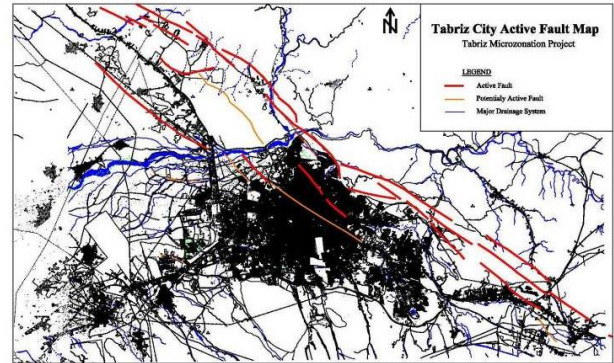 N
Tabriz City Active Fault Map
Tabriz Microzonation Project
LEGEND
Active Fault
Potentialy Active Fault
Major Drainage System